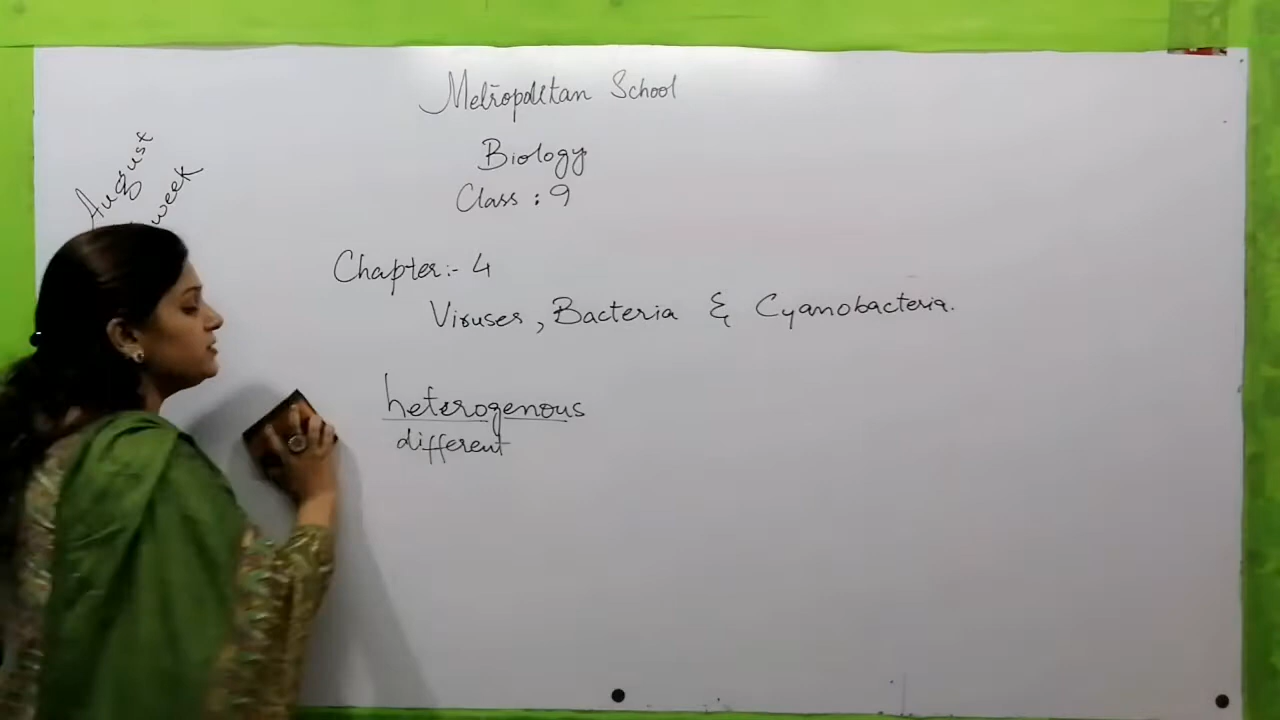 Metropolitan School
Biology
Class : 9
August
week
Chapter:- 4
Viruses, Bacteria & Cyanobacteria.
heterogenous
different